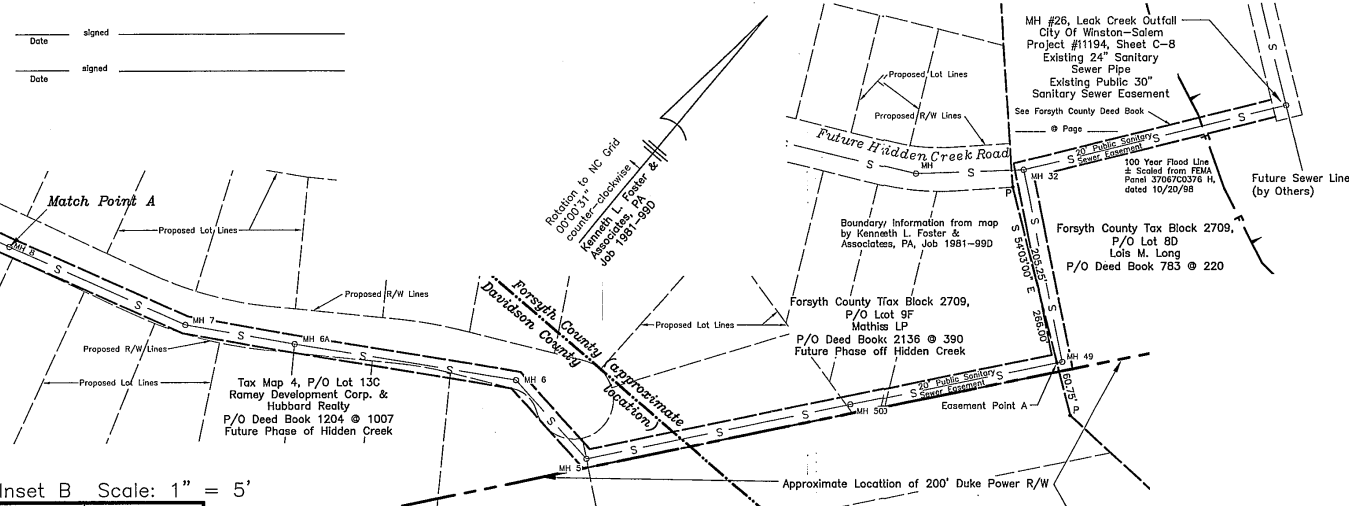 Date signed
Date signed
Match Point A
MH 8
S
S
S
Proposed Lot Lines
MH 7
Proposed R/W Lines
Proposed R/W Lines
Proposed Lot Lines
MH 6A
S
S
S
S
MH 6
Tax Map 4, P/O Lot 13C
Ramey Development Corp. &
Hubbard Realty
P/O Deed Book 1204 @ 1007
Future Phase of Hidden Creek
Inset B Scale: 1" = 5'
Rotation to NC Grid
00°00'31"
counter-clockwise
Kenneth L. Foster &
Associates, PA
Job 1981-99D
Forsyth County
Davidson County
(approximate
location)
S
MH 5
S
S
S
S
Proposed Lot Lines
Forsyth County Ttax Block 2709,
P/O Lcot 9F
Mathiss LP
P/O Deed Book: 2136 @ 390
Future Phase off Hidden Creek
MH 500
20' Public Sanitary
Sewer Easement
S
S
S
Easement Point A
MH 49
60.75'
P
Approximate Locattion of 200' Duke Power R/W
Proposed Lot Lines
Prroposed R/W Lines
Future Hidden Creek Road
MH
S
S
P
MH 32
Boundary information from map
by Kenneth L. Foster &
Associates, PA, Job 1981-99D
S 54°03'00" E
266.00'
205.25'
S
S
MH #26, Leak Creek Outfall
City Of Winston-Salem
Project #11194, Sheet C-8
Existing 24" Sanitary
Sewer Pipe
Existing Public 30"
Sanitary Sewer Easement
See Forsyth County Deed Book
@ Page
S
20' Public Sanitary
Sewer Easement
S
S
S
S
100 Year Flood Line
± Scaled from FEMA
Panel 37067C0376 H,
dated 10/20/98
Future Sewer Line
(by Others)
Forsyth County Tax Block 2709,
P/O Lot 8D
Lois M. Long
P/O Deed Book 783 @ 220